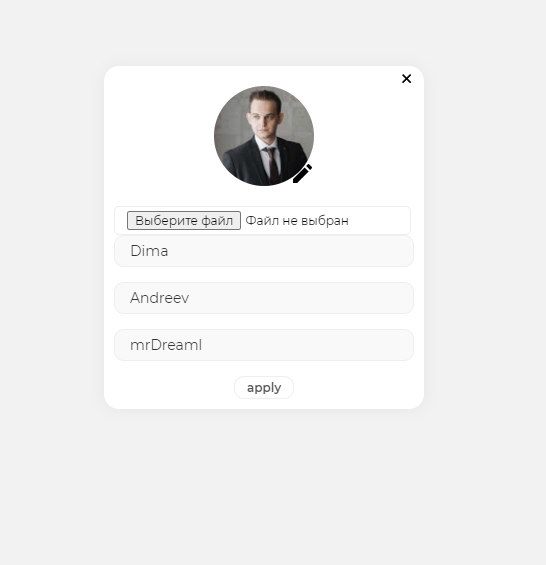 Выберите файл Файл не выбран
Dima
Andreev
mrDreaml
apply